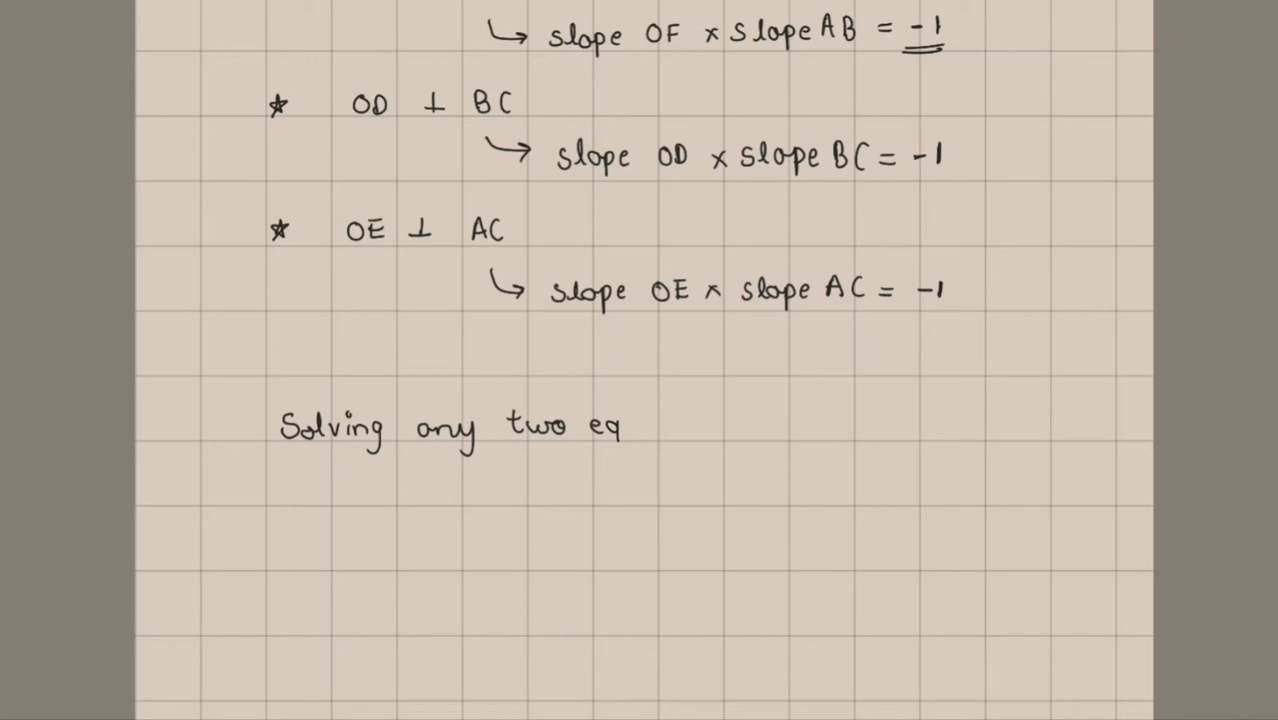 ↳ slope OF × slope AB = -1
☆ OD ⊥ BC
↳ slope OD × slope BC = -1
☆ OE ⊥ AC
↳ slope OE × slope AC = -1
Solving any two eq